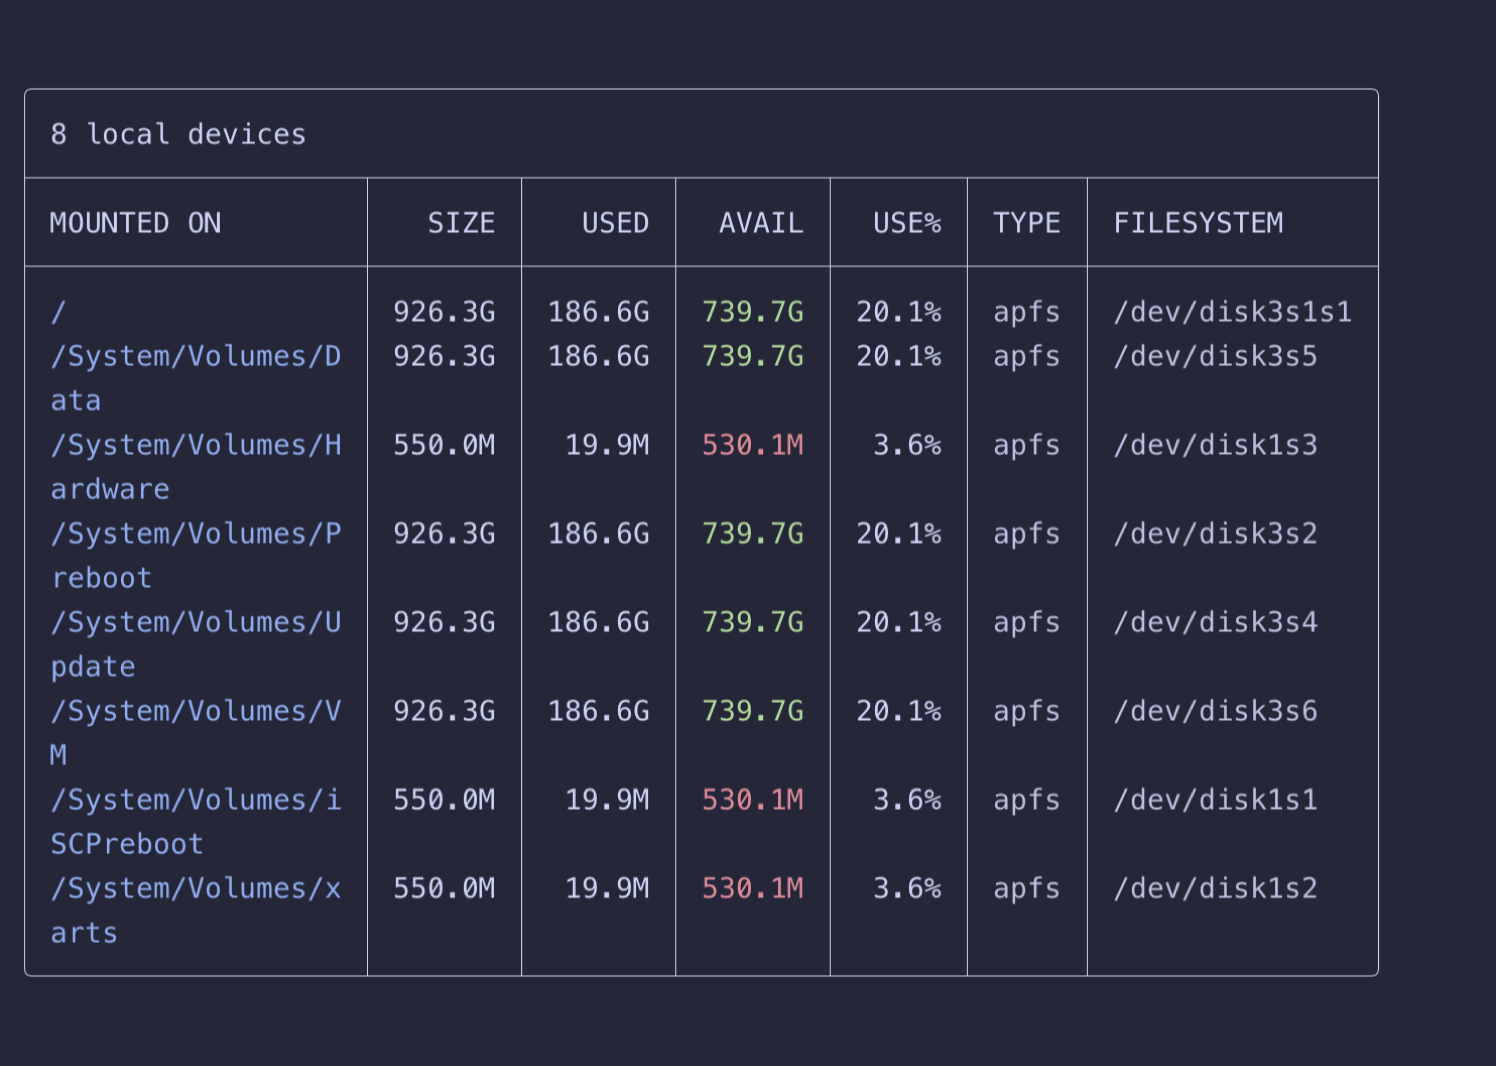 8 local devices
MOUNTED ON SIZE USED AVAIL USE% TYPE FILESYSTEM
/ 926.3G 186.6G 739.7G 20.1% apfs /dev/disk3s1s1
/System/Volumes/D 926.3G 186.6G 739.7G 20.1% apfs /dev/disk3s5
ata
/System/Volumes/H 550.0M 19.9M 530.1M 3.6% apfs /dev/disk1s3
ardware
/System/Volumes/P 926.3G 186.6G 739.7G 20.1% apfs /dev/disk3s2
reboot
/System/Volumes/U 926.3G 186.6G 739.7G 20.1% apfs /dev/disk3s4
pdate
/System/Volumes/V 926.3G 186.6G 739.7G 20.1% apfs /dev/disk3s6
M
/System/Volumes/i 550.0M 19.9M 530.1M 3.6% apfs /dev/disk1s1
SCPreboot
/System/Volumes/x 550.0M 19.9M 530.1M 3.6% apfs /dev/disk1s2
arts